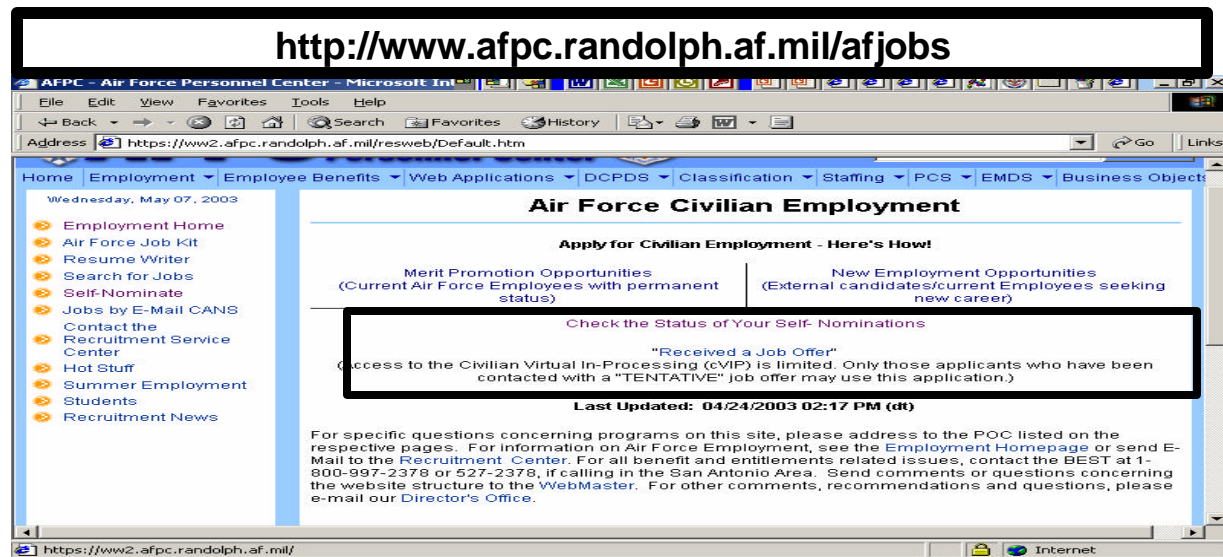 http://www.afpc.randolph.af.mil/afjobs
AFPC - Air Force Personnel Center - Microsoft Int
File Edit View Favorites Tools Help
Back Search Favorites History
Address https://ww2.afpc.randolph.af.mil/resweb/Default.htm Go Links
Personnel Center
Home Employment Employee Benefits Web Applications DCPDS Classification Staffing PCS EMDS Business Objects
Wednesday, May 07, 2003
Employment Home
Air Force Job Kit
Resume Writer
Search for Jobs
Self-Nominate
Jobs by E-Mail CANS
Contact the
Recruitment Service
Center
Hot Stuff
Summer Employment
Students
Recruitment News
Air Force Civilian Employment
Apply for Civilian Employment - Here's How!
Merit Promotion Opportunities
(Current Air Force Employees with permanent
status)
New Employment Opportunities
(External candidates/current Employees seeking
new career)
Check the Status of Your Self- Nominations
"Received a Job Offer"
(Access to the Civilian Virtual In-Processing (cVIP) is limited. Only those applicants who have been
contacted with a "TENTATIVE" job offer may use this application.)
Last Updated: 04/24/2003 02:17 PM (dt)
For specific questions concerning programs on this site, please address to the POC listed on the
respective pages. For information on Air Force Employment, see the Employment Homepage or send E-
Mail to the Recruitment Center. For all benefit and entitlements related issues, contact the BEST at 1-
800-997-2378 or 527-2378, if calling in the San Antonio Area. Send comments or questions concerning
the website structure to the WebMaster. For other comments, recommendations and questions, please
e-mail our Director's Office.
https://ww2.afpc.randolph.af.mil/ Internet